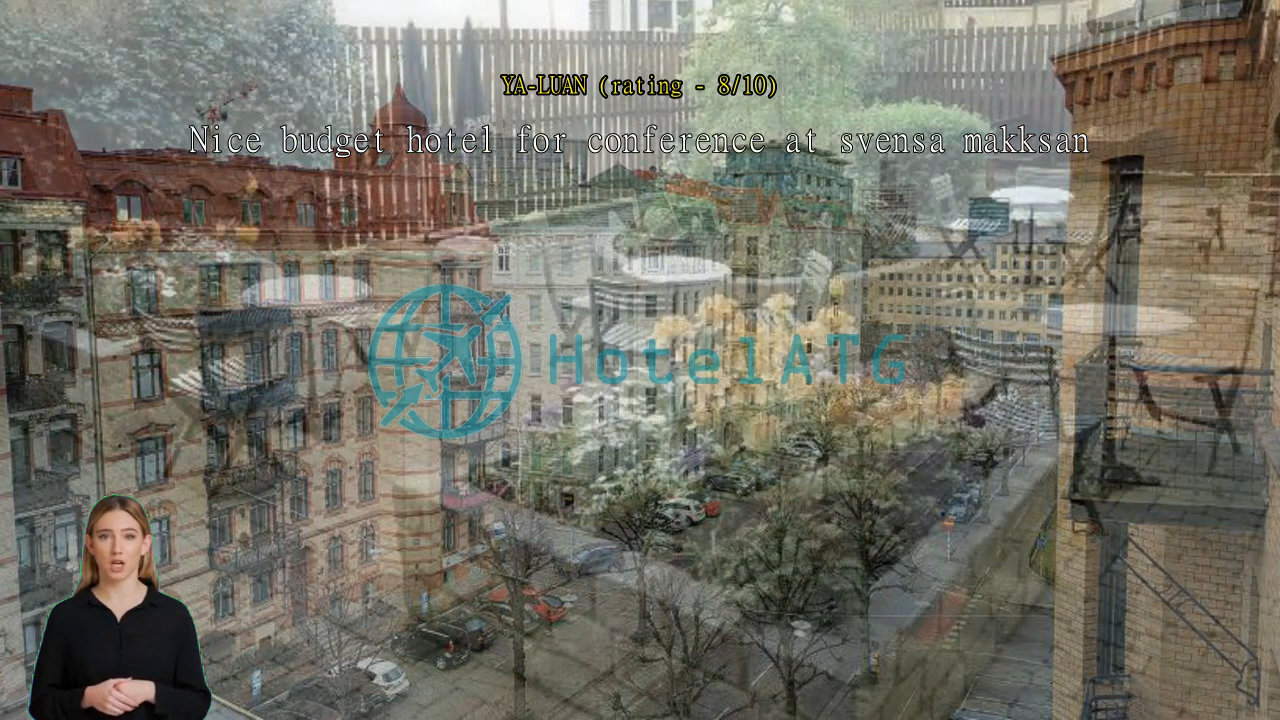 YA-LUAN (rating - 8/10)
Nice budget hotel for conference at svensa makksan
HotelATG